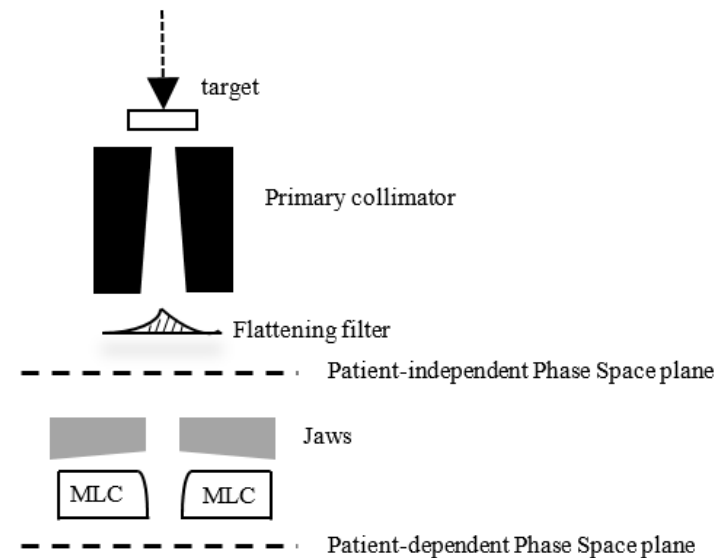 target
Primary collimator
Flattening filter
Patient-independent Phase Space plane
Jaws
MLC MLC
Patient-dependent Phase Space plane